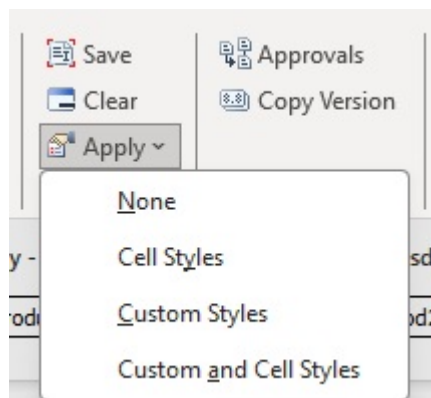 Save
Approvals
Clear
Copy Version
Apply
None
Cell Styles
Custom Styles
Custom and Cell Styles